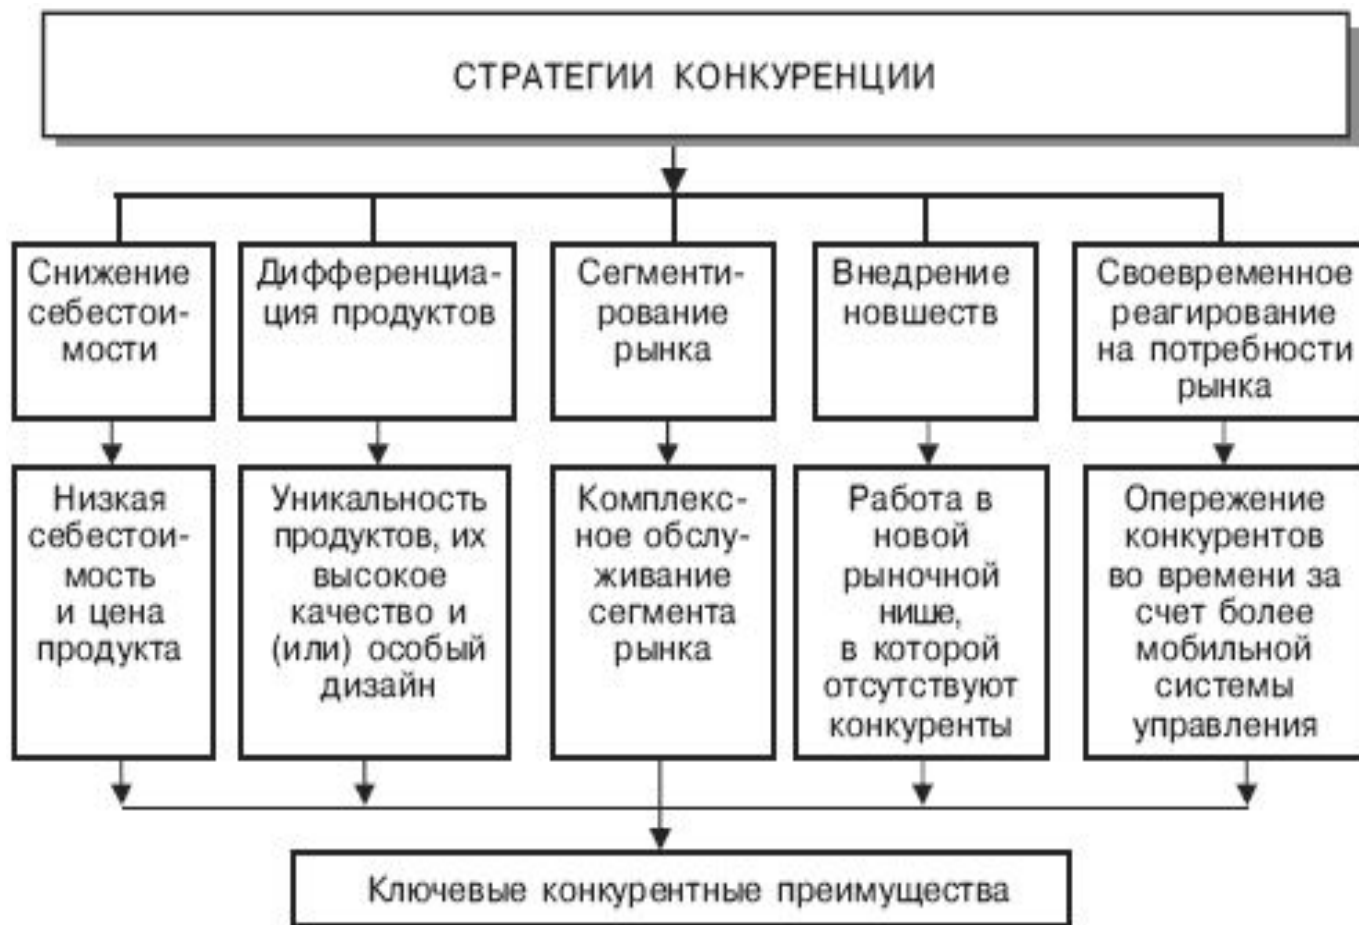 СТРАТЕГИИ КОНКУРЕНЦИИ
Снижение
себестои-
мости
Дифференциа-
ция продуктов
Сегменти-
рование
рынка
Внедрение
новшеств
Своевременное
реагирование
на потребности
рынка
Низкая
себестои-
мость
и цена
продукта
Уникальность
продуктов, их
высокое
качество и
(или) особый
дизайн
Комплекс-
ное обслу-
живание
сегмента
рынка
Работа в
новой
рыночной
нише,
в которой
отсутствуют
конкуренты
Опережение
конкурентов
во времени за
счет более
мобильной
системы
управления
Ключевые конкурентные преимущества